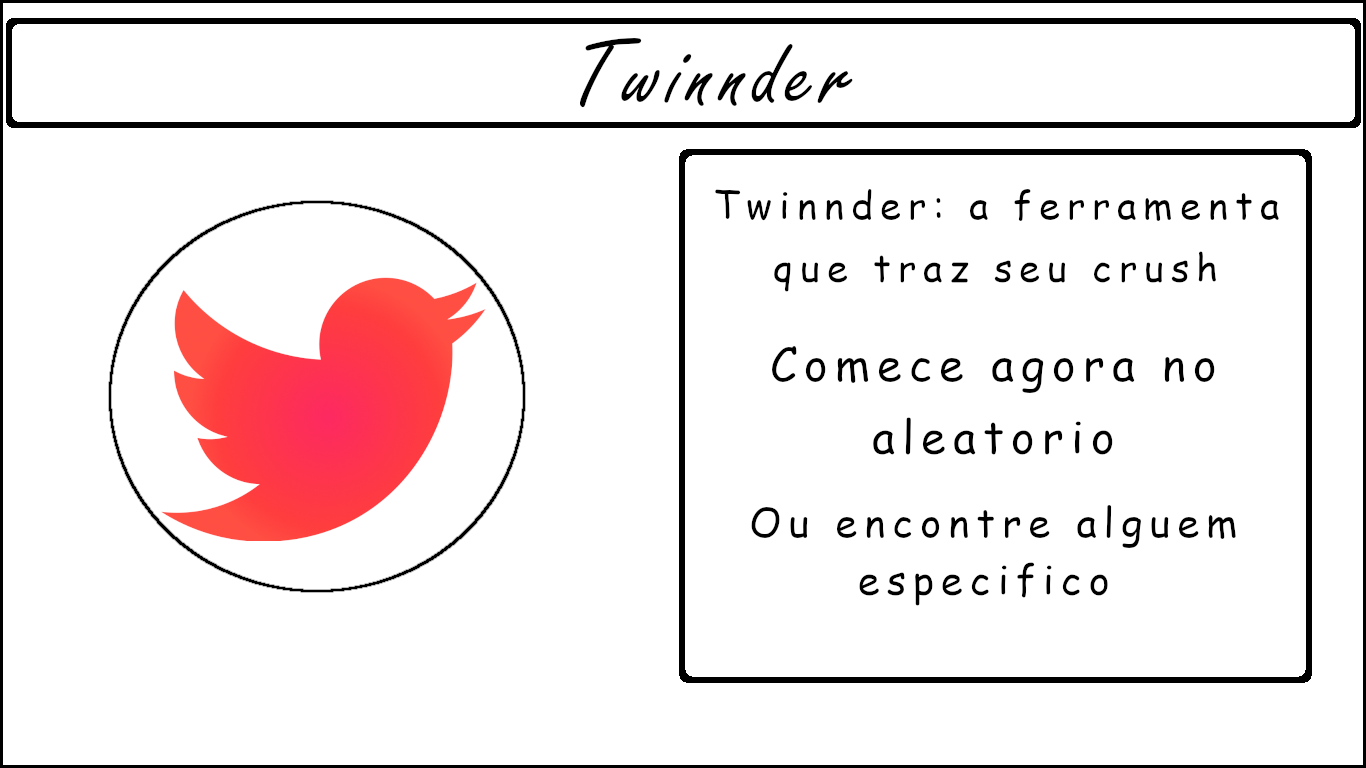 Twinnder
Twinnder: a ferramenta
que traz seu crush
Comece agora no
aleatorio
Ou encontre alguem
especifico